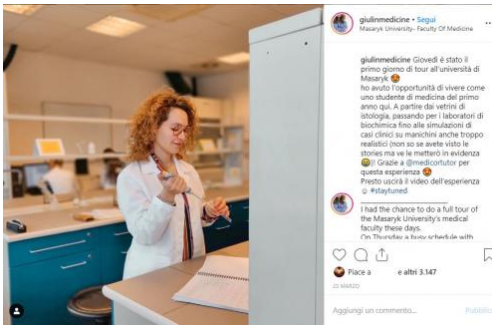 giulinmedicine • Segui
Masaryk University- Faculty Of Medicine
giulinmedicine Giovedì è stato il
primo giorno di tour all'università di
Masaryk 😍
ho avuto l'opportunità di vivere come
uno studente di medicina del primo
anno qui. A partire dai vetrini di
istologia, passando per i laboratori di
biochimica fino alle simulazioni di
casi clinici su manichini anche troppo
realistici (non so se avete visto le
stories ma ve le metterò in evidenza
😂)! Grazie a @medicortutor per
questa esperienza 😍
Presto uscirà il video dell'esperienza
☺ #staytuned
I had the chance to do a full tour of
the Masaryk University's medical
faculty these days.
On Thursday a busy schedule with
Piace a e altri 3.147
22 MARZO
Aggiungi un commento...